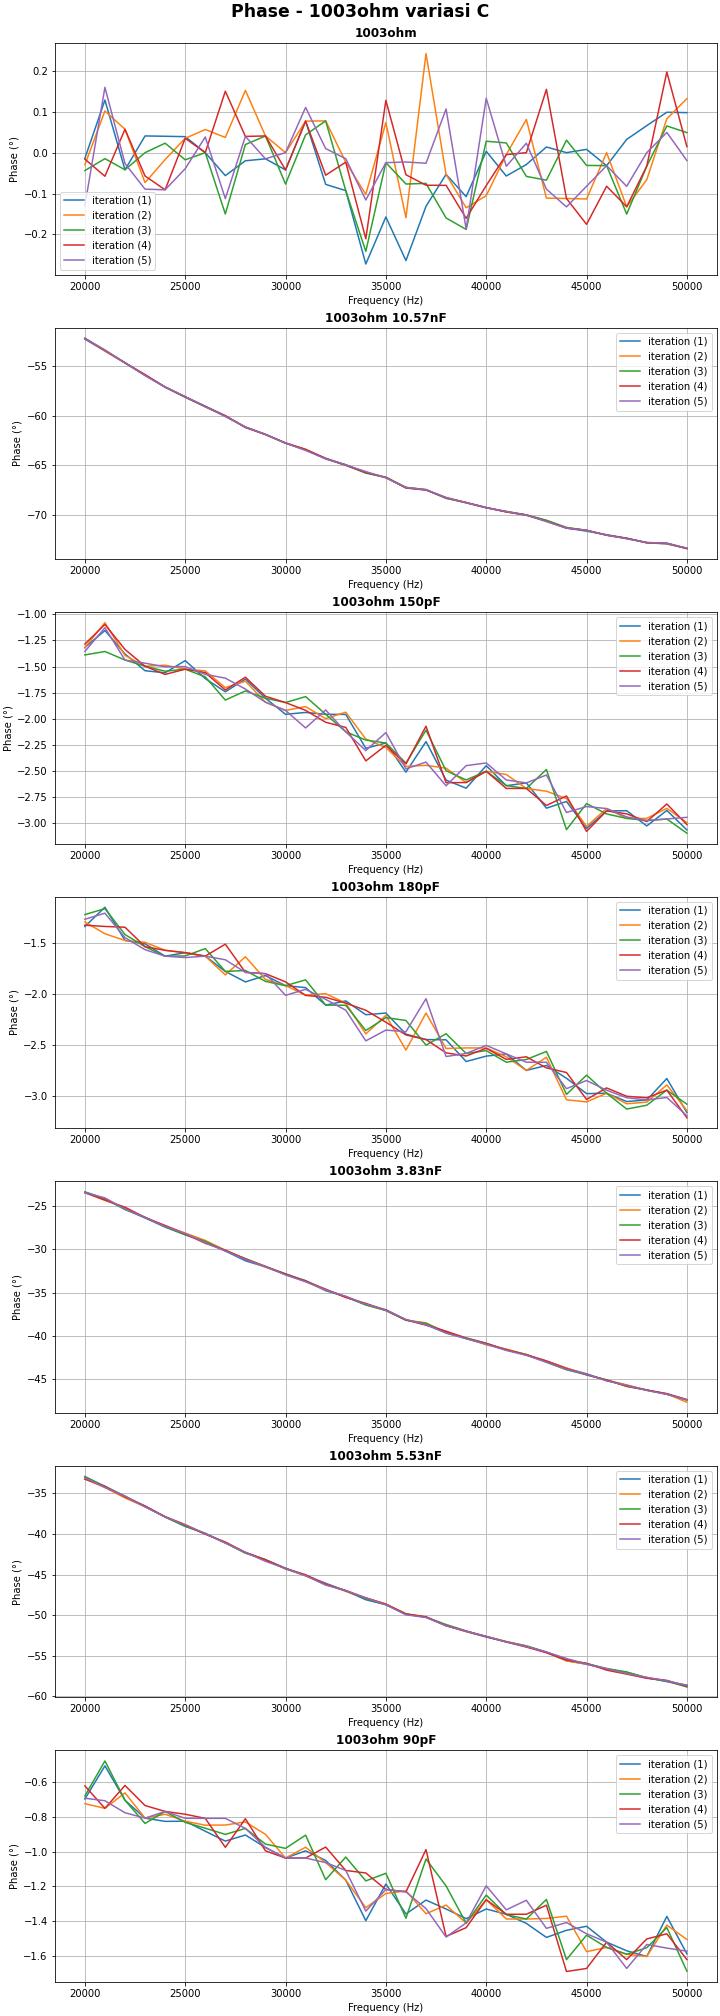 Phase - 1003ohm variasi C
1003ohm
Phase (°)
0.2
0.1
0.0
−0.1
−0.2
iteration (1)
iteration (2)
iteration (3)
iteration (4)
iteration (5)
20000 25000 30000 35000 40000 45000 50000
Frequency (Hz)
1003ohm 10.57nF
Phase (°)
−55
−60
−65
−70
iteration (1)
iteration (2)
iteration (3)
iteration (4)
iteration (5)
20000 25000 30000 35000 40000 45000 50000
Frequency (Hz)
1003ohm 150pF
Phase (°)
−1.00
−1.25
−1.50
−1.75
−2.00
−2.25
−2.50
−2.75
−3.00
iteration (1)
iteration (2)
iteration (3)
iteration (4)
iteration (5)
20000 25000 30000 35000 40000 45000 50000
Frequency (Hz)
1003ohm 180pF
Phase (°)
−1.5
−2.0
−2.5
−3.0
iteration (1)
iteration (2)
iteration (3)
iteration (4)
iteration (5)
20000 25000 30000 35000 40000 45000 50000
Frequency (Hz)
1003ohm 3.83nF
Phase (°)
−25
−30
−35
−40
−45
iteration (1)
iteration (2)
iteration (3)
iteration (4)
iteration (5)
20000 25000 30000 35000 40000 45000 50000
Frequency (Hz)
1003ohm 5.53nF
Phase (°)
−35
−40
−45
−50
−55
−60
iteration (1)
iteration (2)
iteration (3)
iteration (4)
iteration (5)
20000 25000 30000 35000 40000 45000 50000
Frequency (Hz)
1003ohm 90pF
Phase (°)
−0.6
−0.8
−1.0
−1.2
−1.4
−1.6
iteration (1)
iteration (2)
iteration (3)
iteration (4)
iteration (5)
20000 25000 30000 35000 40000 45000 50000
Frequency (Hz)